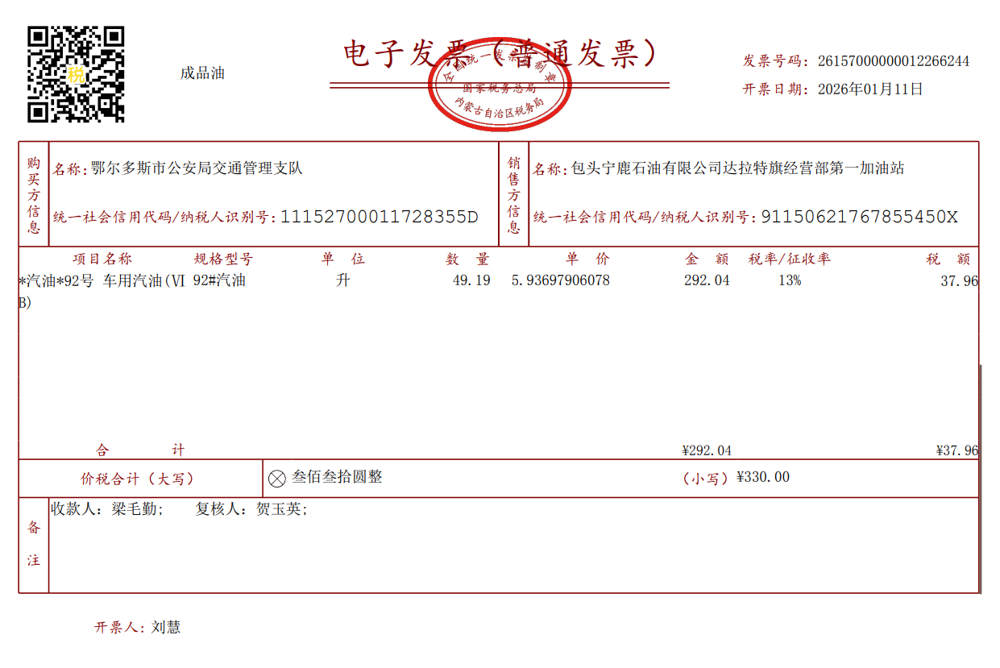 税
成品油
电子发票（普通发票）
全国统一发票监制章
国家税务总局
内蒙古自治区税务局
发票号码：26157000000012266244
开票日期：2026年01月11日
购买方信息
名称：鄂尔多斯市公安局交通管理支队
统一社会信用代码/纳税人识别号：11152700011728355D
销售方信息
名称：包头宁鹿石油有限公司达拉特旗经营部第一加油站
统一社会信用代码/纳税人识别号：91150621767855450X
项目名称 规格型号 单 位 数 量 单 价 金 额 税率/征收率 税 额
*汽油*92号 车用汽油(Ⅵ 92#汽油 升 49.19 5.93697906078 292.04 13% 37.96
B)
合 计 ¥292.04 ¥37.96
价税合计（大写） ⊗ 叁佰叁拾圆整 （小写）¥330.00
备注
收款人：梁毛勤; 复核人：贺玉英;
开票人：刘慧